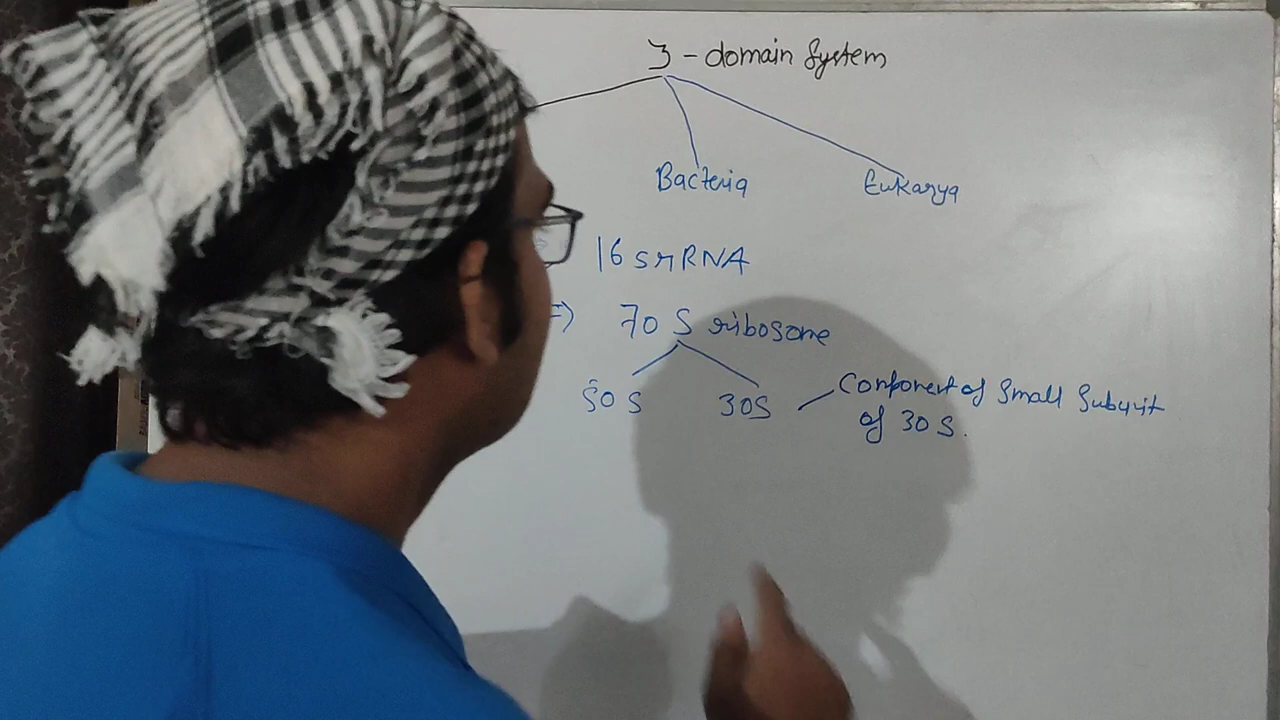 3-domain System
Bacteria Eukarya
16 s rRNA
=> 70 S ribosome
50 S 30S Component of Small Subunit
of 30 S.